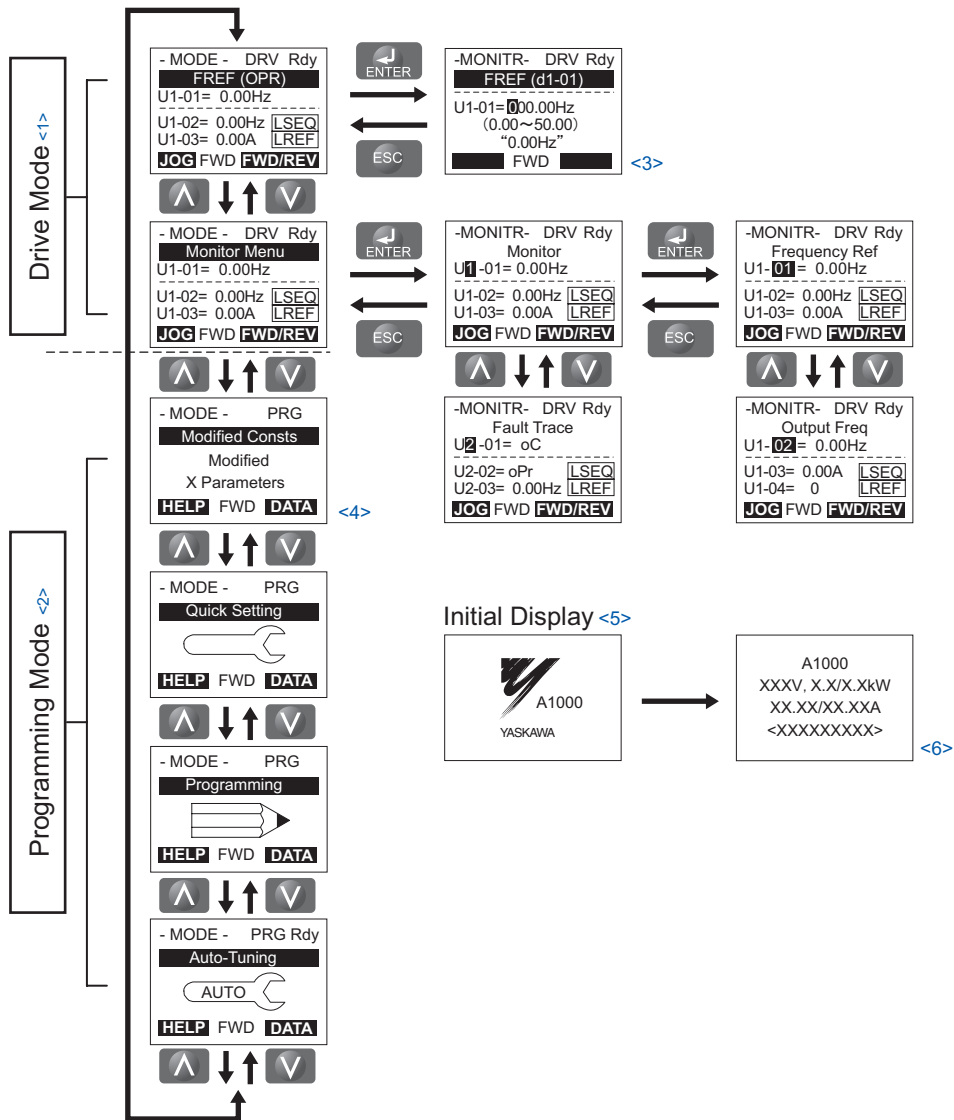 Drive Mode <1>
- MODE - DRV Rdy
FREF (OPR)
U1-01= 0.00Hz
U1-02= 0.00Hz LSEQ
U1-03= 0.00A LREF
JOG FWD FWD/REV
ENTER
ESC
-MONITR- DRV Rdy
FREF (d1-01)
U1-01= 000.00Hz
(0.00～50.00)
“0.00Hz”
FWD
<3>
- MODE - DRV Rdy
Monitor Menu
U1-01= 0.00Hz
U1-02= 0.00Hz LSEQ
U1-03= 0.00A LREF
JOG FWD FWD/REV
ENTER
ESC
-MONITR- DRV Rdy
Monitor
U1 -01= 0.00Hz
U1-02= 0.00Hz LSEQ
U1-03= 0.00A LREF
JOG FWD FWD/REV
ENTER
ESC
-MONITR- DRV Rdy
Frequency Ref
U1- 01 = 0.00Hz
U1-02= 0.00Hz LSEQ
U1-03= 0.00A LREF
JOG FWD FWD/REV
-MONITR- DRV Rdy
Fault Trace
U2 -01= oC
U2-02= oPr LSEQ
U2-03= 0.00Hz LREF
JOG FWD FWD/REV
-MONITR- DRV Rdy
Output Freq
U1- 02 = 0.00Hz
U1-03= 0.00A LSEQ
U1-04= 0 LREF
JOG FWD FWD/REV
Programming Mode <2>
- MODE - PRG
Modified Consts
Modified
X Parameters
HELP FWD DATA
<4>
- MODE - PRG
Quick Setting
HELP FWD DATA
- MODE - PRG
Programming
HELP FWD DATA
- MODE - PRG Rdy
Auto-Tuning
AUTO
HELP FWD DATA
Initial Display <5>
A1000
YASKAWA
A1000
XXXV, X.X/X.XkW
XX.XX/XX.XXA
<XXXXXXXXX>
<6>